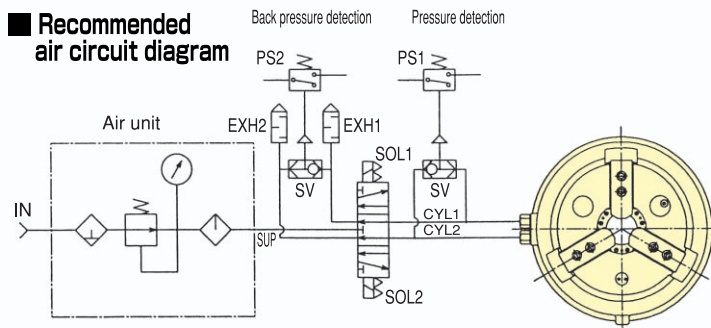 ■ Recommended
air circuit diagram
Back pressure detection
Pressure detection
PS2
PS1
Air unit
EXH2
EXH1
SOL1
SV
SV
IN
CYL1
CYL2
SUP
SOL2